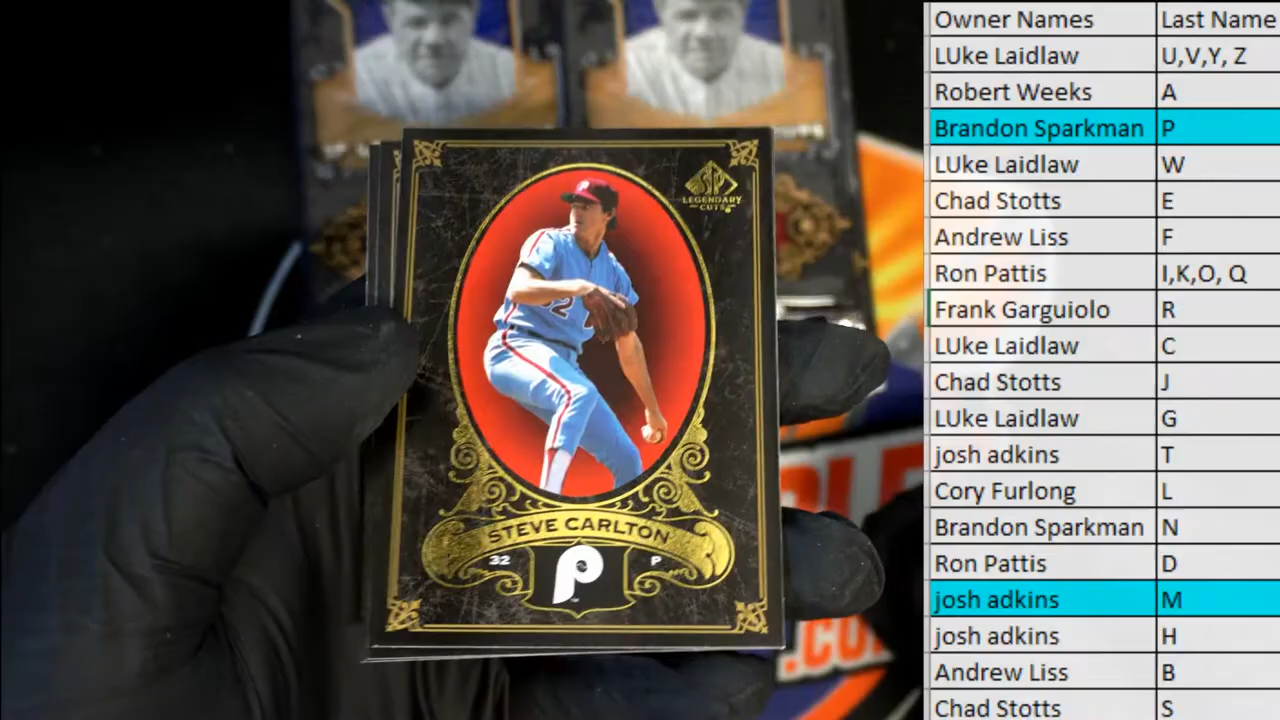 SP
LEGENDARY
CUTS
32
STEVE CARLTON
32
P
P
.CO
Owner Names Last Name
LUke Laidlaw U,V,Y, Z
Robert Weeks A
Brandon Sparkman P
LUke Laidlaw W
Chad Stotts E
Andrew Liss F
Ron Pattis I,K,O, Q
Frank Garguiolo R
LUke Laidlaw C
Chad Stotts J
LUke Laidlaw G
josh adkins T
Cory Furlong L
Brandon Sparkman N
Ron Pattis D
josh adkins M
josh adkins H
Andrew Liss B
Chad Stotts S